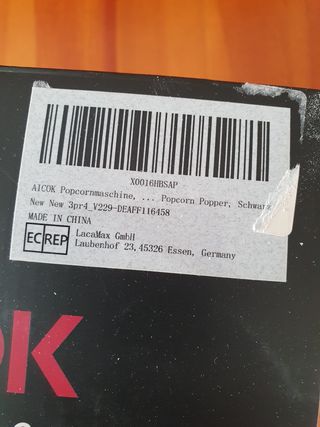 X0016HBSAP
AICOK Popcornmaschine, ... Popcorn Popper, Schwarz
New New 3pr4_V229-DEAFF116458
MADE IN CHINA
EC REP
LacaMax GmbH
Laubenhof 23, 45326 Essen, Germany
OK